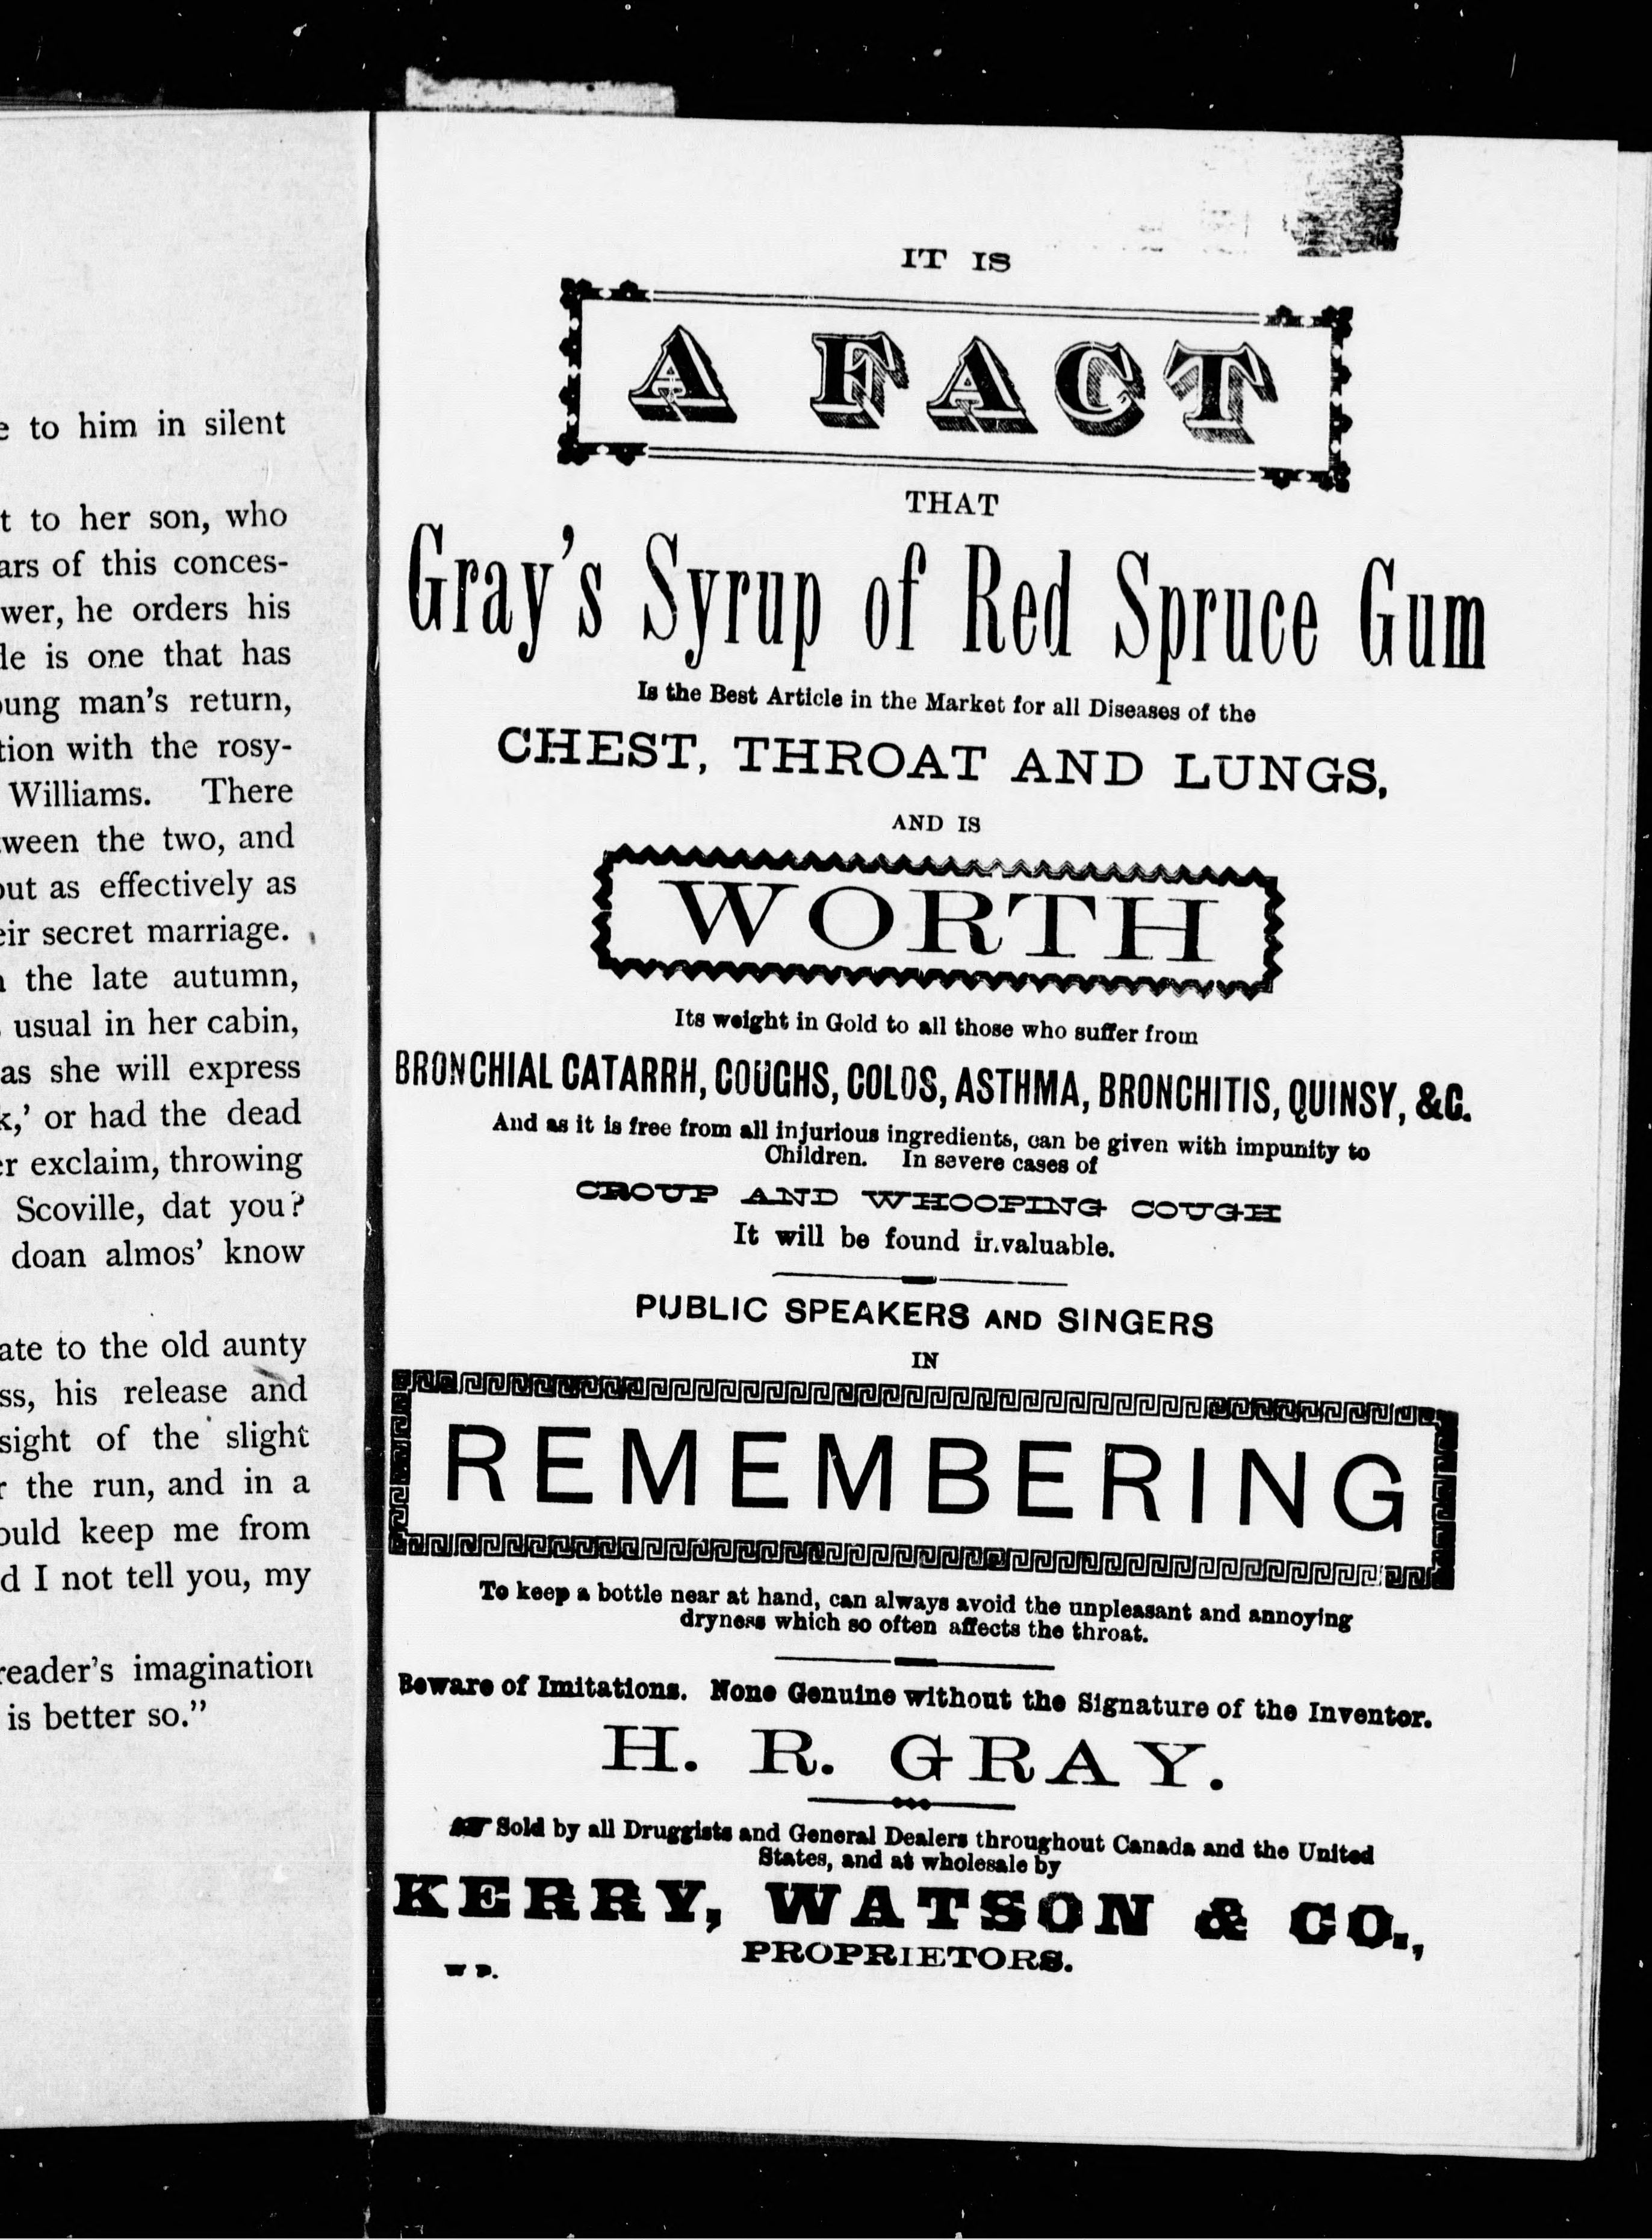 e to him in silent
t to her son, who
ars of this conces-
wer, he orders his
le is one that has
oung man's return,
tion with the rosy-
Williams. There
tween the two, and
out as effectively as
eir secret marriage.
the late autumn,
usual in her cabin,
as she will express
k,' or had the dead
er exclaim, throwing
Scoville, dat you?
doan almos' know
ate to the old aunty
ss, his release and
sight of the slight
r the run, and in a
ould keep me from
d I not tell you, my
reader's imagination
is better so."
IT IS
A FACT
THAT
Gray's Syrup of Red Spruce Gum
Is the Best Article in the Market for all Diseases of the
CHEST, THROAT AND LUNGS,
AND IS
WORTH
Its weight in Gold to all those who suffer from
BRONCHIAL CATARRH, COUGHS, COLDS, ASTHMA, BRONCHITIS, QUINSY, &C.
And as it is free from all injurious ingredients, can be given with impunity to
Children. In severe cases of
CROUP AND WHOOPING COUGH
It will be found invaluable.
PUBLIC SPEAKERS AND SINGERS
IN
REMEMBERING
To keep a bottle near at hand, can always avoid the unpleasant and annoying
dryness which so often affects the throat.
Beware of Imitations. None Genuine without the Signature of the Inventor.
H. R. GRAY.
☞ Sold by all Druggists and General Dealers throughout Canada and the United
States, and at wholesale by
KERRY, WATSON & CO.,
PROPRIETORS.
W P.